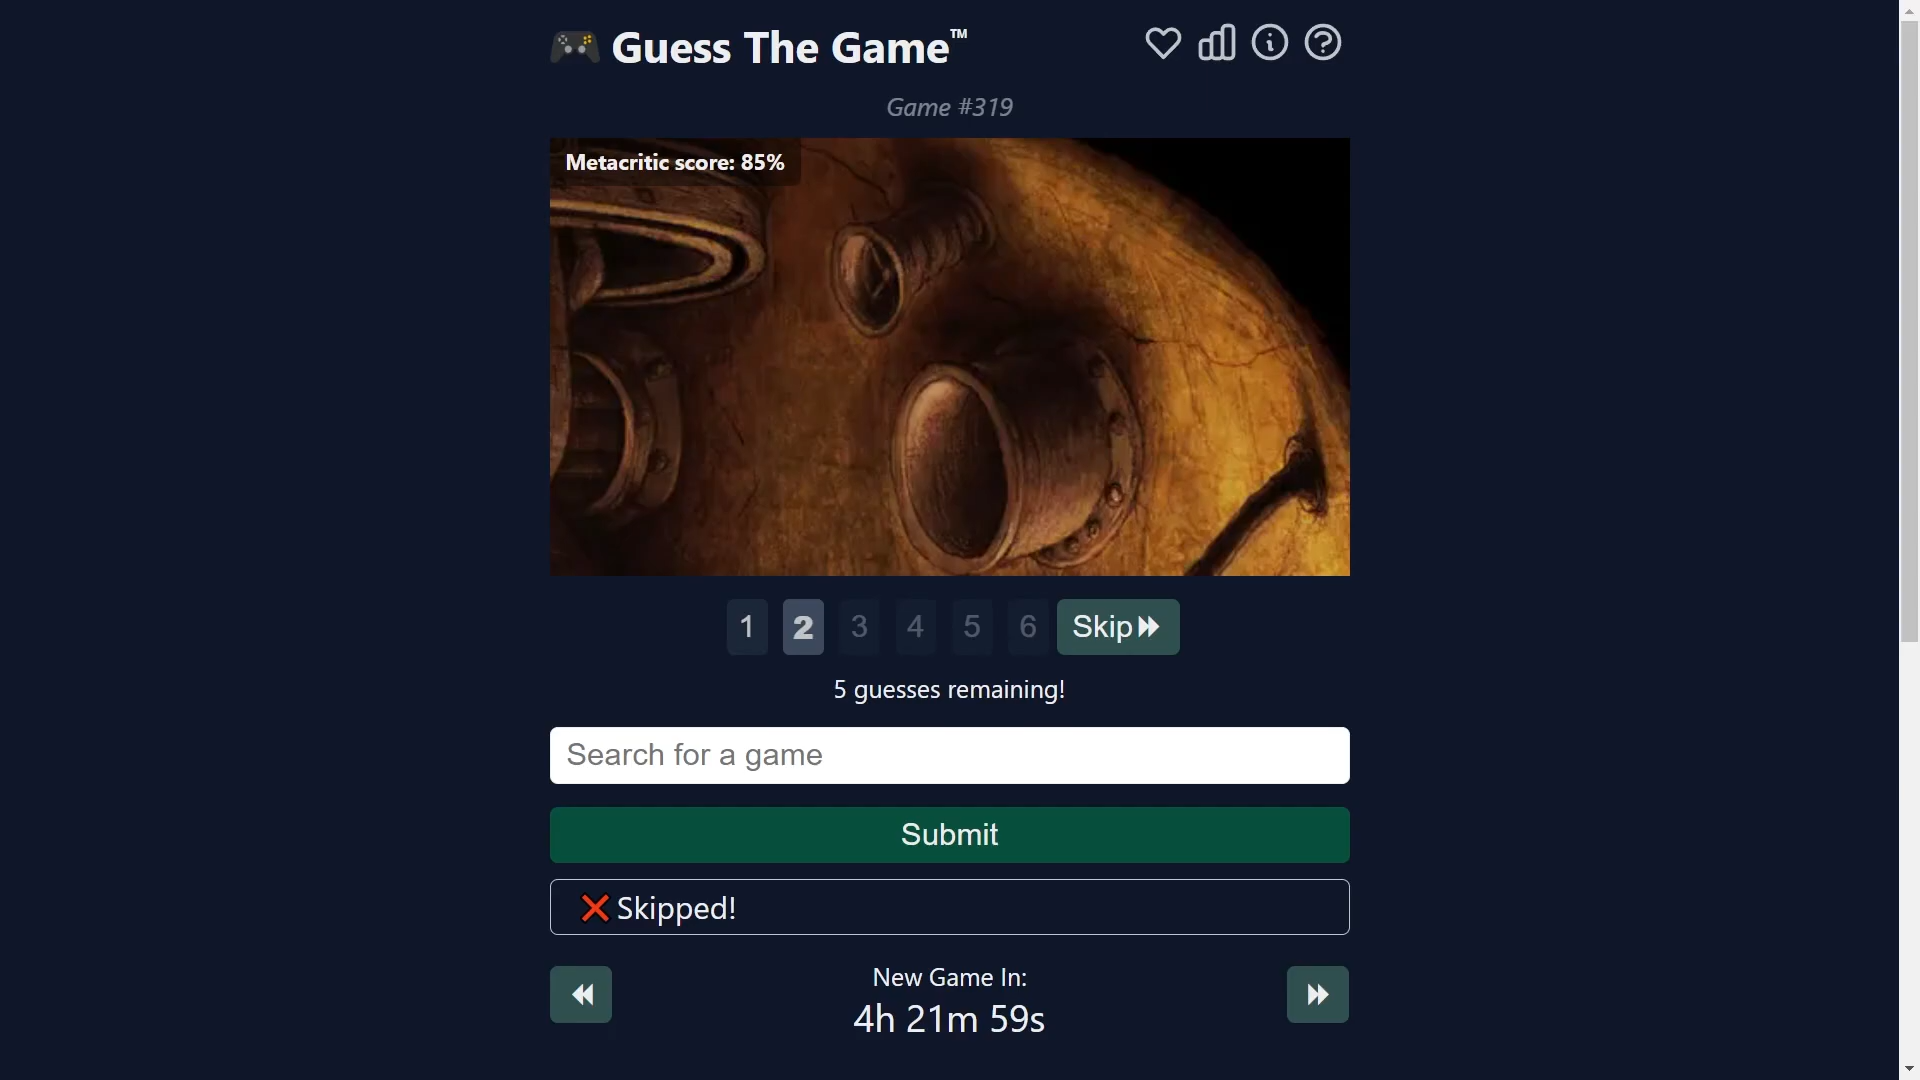 Guess The Game™
Game #319
Metacritic score: 85%
1 2 3 4 5 6 Skip
5 guesses remaining!
Search for a game
Submit
Skipped!
New Game In:
4h 21m 59s